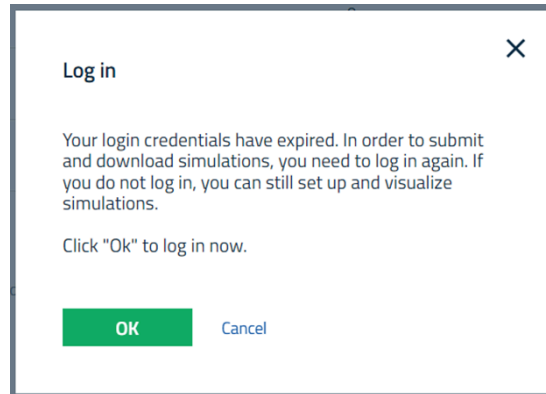 Log in
Your login credentials have expired. In order to submit
and download simulations, you need to log in again. If
you do not log in, you can still set up and visualize
simulations.
Click "Ok" to log in now.
OK
Cancel